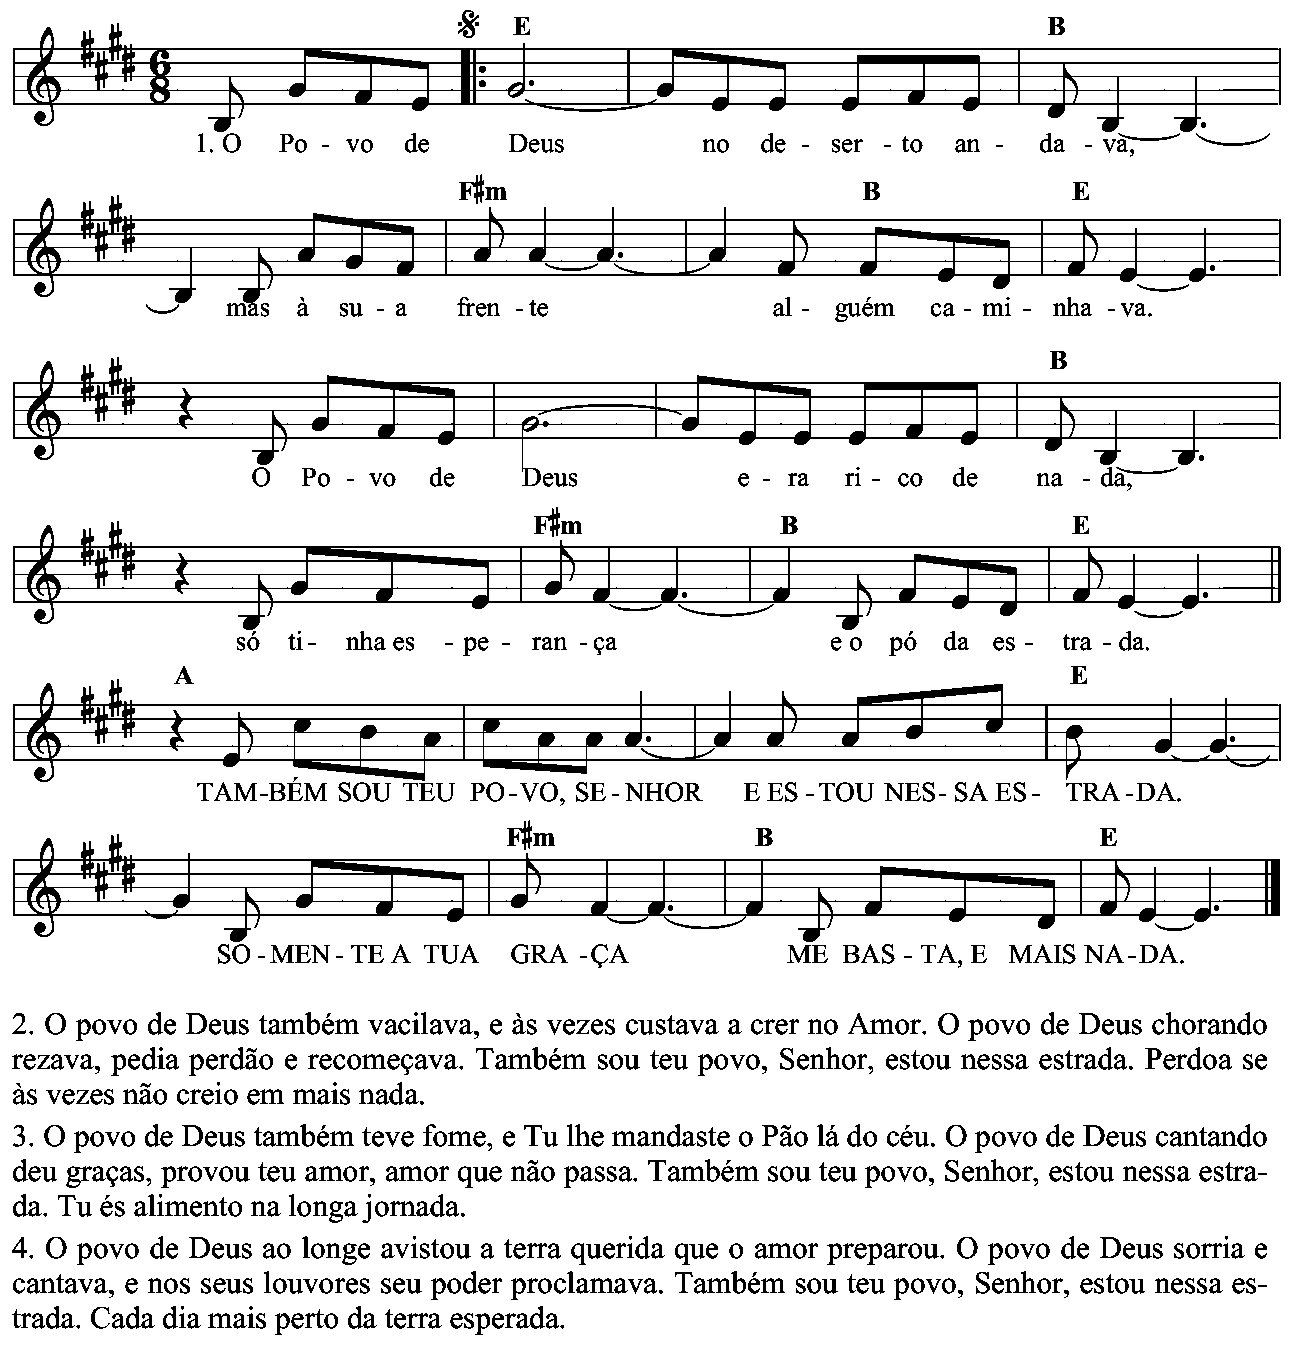 E B
1. O Po - vo de Deus no de - ser - to an - da - va,
F#m B E
mas à su - a fren - te al - guém ca - mi - nha - va.
B
O Po - vo de Deus e - ra ri - co de na - da,
F#m B E
só ti - nha es - pe - ran - ça e o pó da es - tra - da.
A E
TAM-BÉM SOU TEU PO-VO, SE-NHOR E ES-TOU NES-SA ES- TRA-DA.
F#m B E
SO-MEN-TE A TUA GRA-ÇA ME BAS-TA, E MAIS NA-DA.
2. O povo de Deus também vacilava, e às vezes custava a crer no Amor. O povo de Deus chorando
rezava, pedia perdão e recomeçava. Também sou teu povo, Senhor, estou nessa estrada. Perdoa se
às vezes não creio em mais nada.
3. O povo de Deus também teve fome, e Tu lhe mandaste o Pão lá do céu. O povo de Deus cantando
deu graças, provou teu amor, amor que não passa. Também sou teu povo, Senhor, estou nessa estra-
da. Tu és alimento na longa jornada.
4. O povo de Deus ao longe avistou a terra querida que o amor preparou. O povo de Deus sorria e
cantava, e nos seus louvores seu poder proclamava. Também sou teu povo, Senhor, estou nessa es-
trada. Cada dia mais perto da terra esperada.